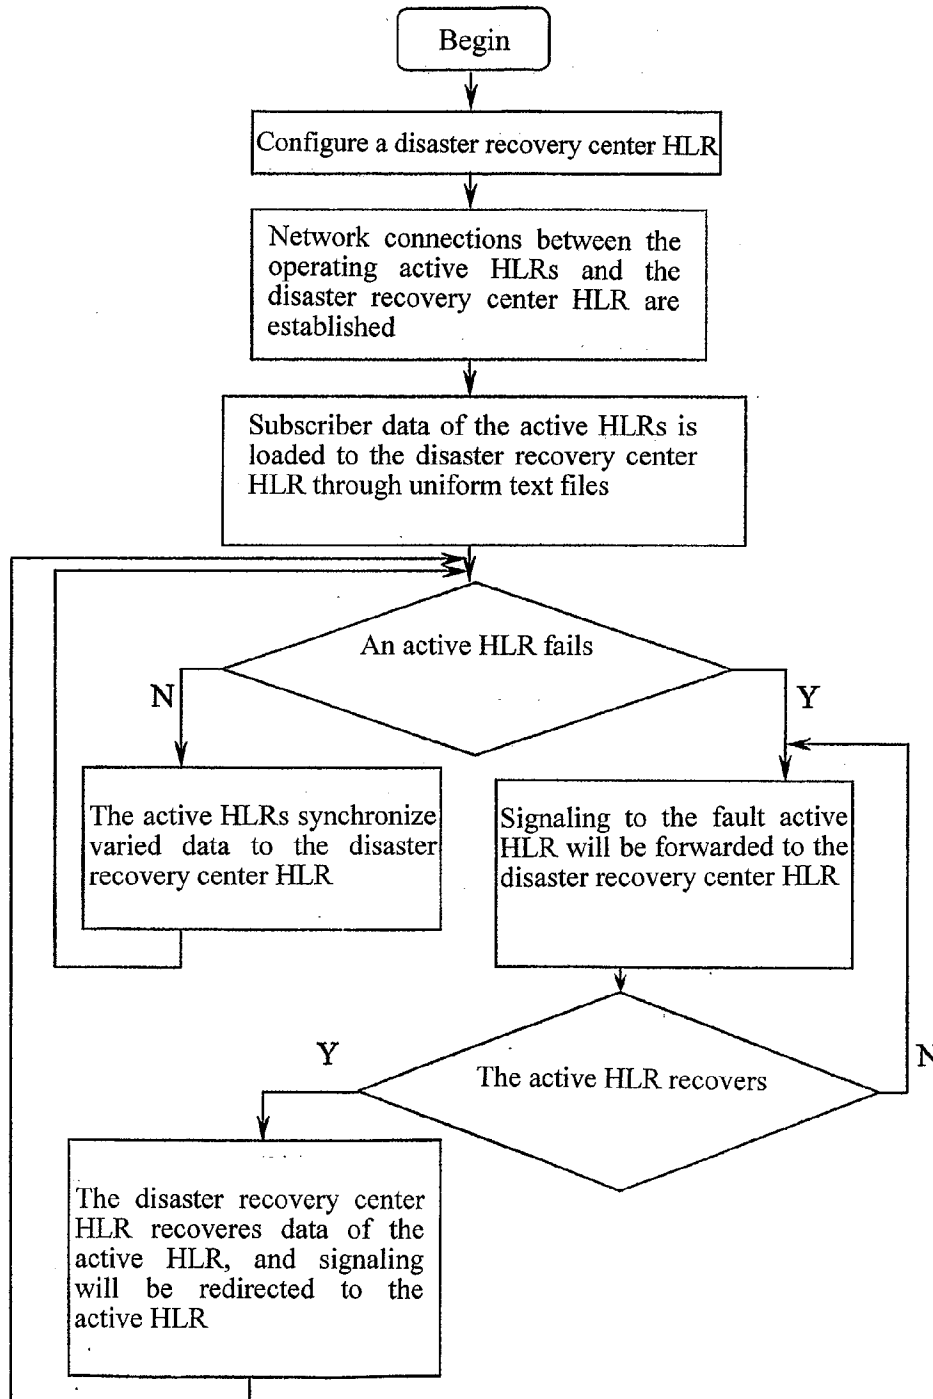 Begin
Configure a disaster recovery center HLR
Network connections between the
operating active HLRs and the
disaster recovery center HLR are
established
Subscriber data of the active HLRs is
loaded to the disaster recovery center
HLR through uniform text files
An active HLR fails
N
Y
The active HLRs synchronize
varied data to the disaster
recovery center HLR
Signaling to the fault active
HLR will be forwarded to the
disaster recovery center HLR
Y
N
The active HLR recovers
The disaster recovery center
HLR recoveres data of the
active HLR, and signaling
will be redirected to the
active HLR